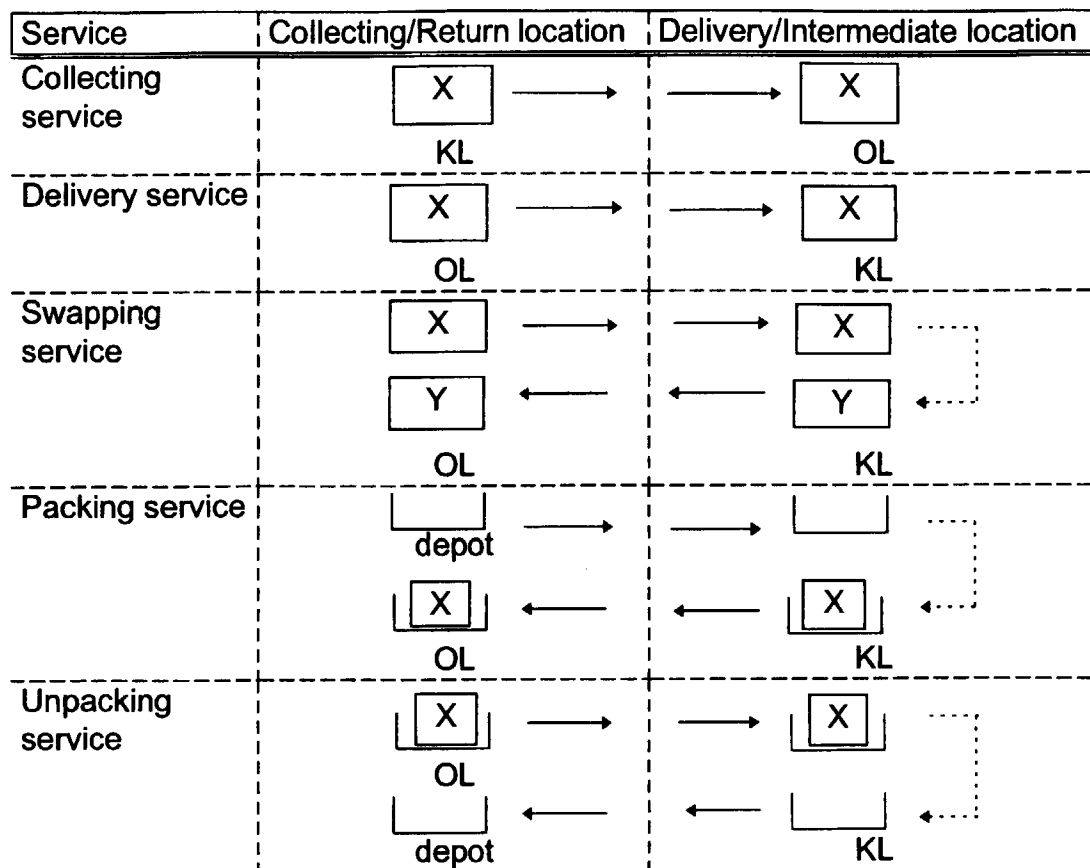 Service Collecting/Return location Delivery/Intermediate location
Collecting
service
X X
KL OL
Delivery service
X X
OL KL
Swapping
service
X X
Y Y
OL KL
Packing service
depot
X X
OL KL
Unpacking
service
X X
OL
depot KL